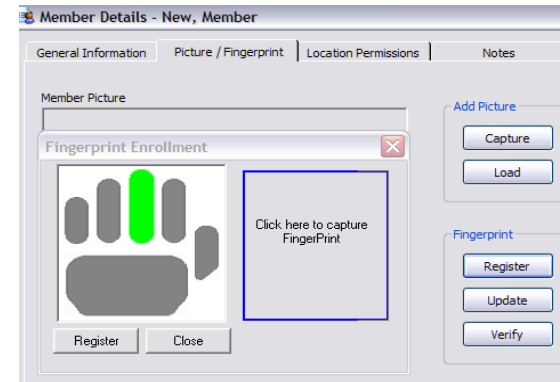 Member Details - New, Member
General Information Picture / Fingerprint Location Permissions Notes
Member Picture
Add Picture
Capture
Load
Fingerprint Enrollment
Click here to capture
FingerPrint
Register Close
Fingerprint
Register
Update
Verify